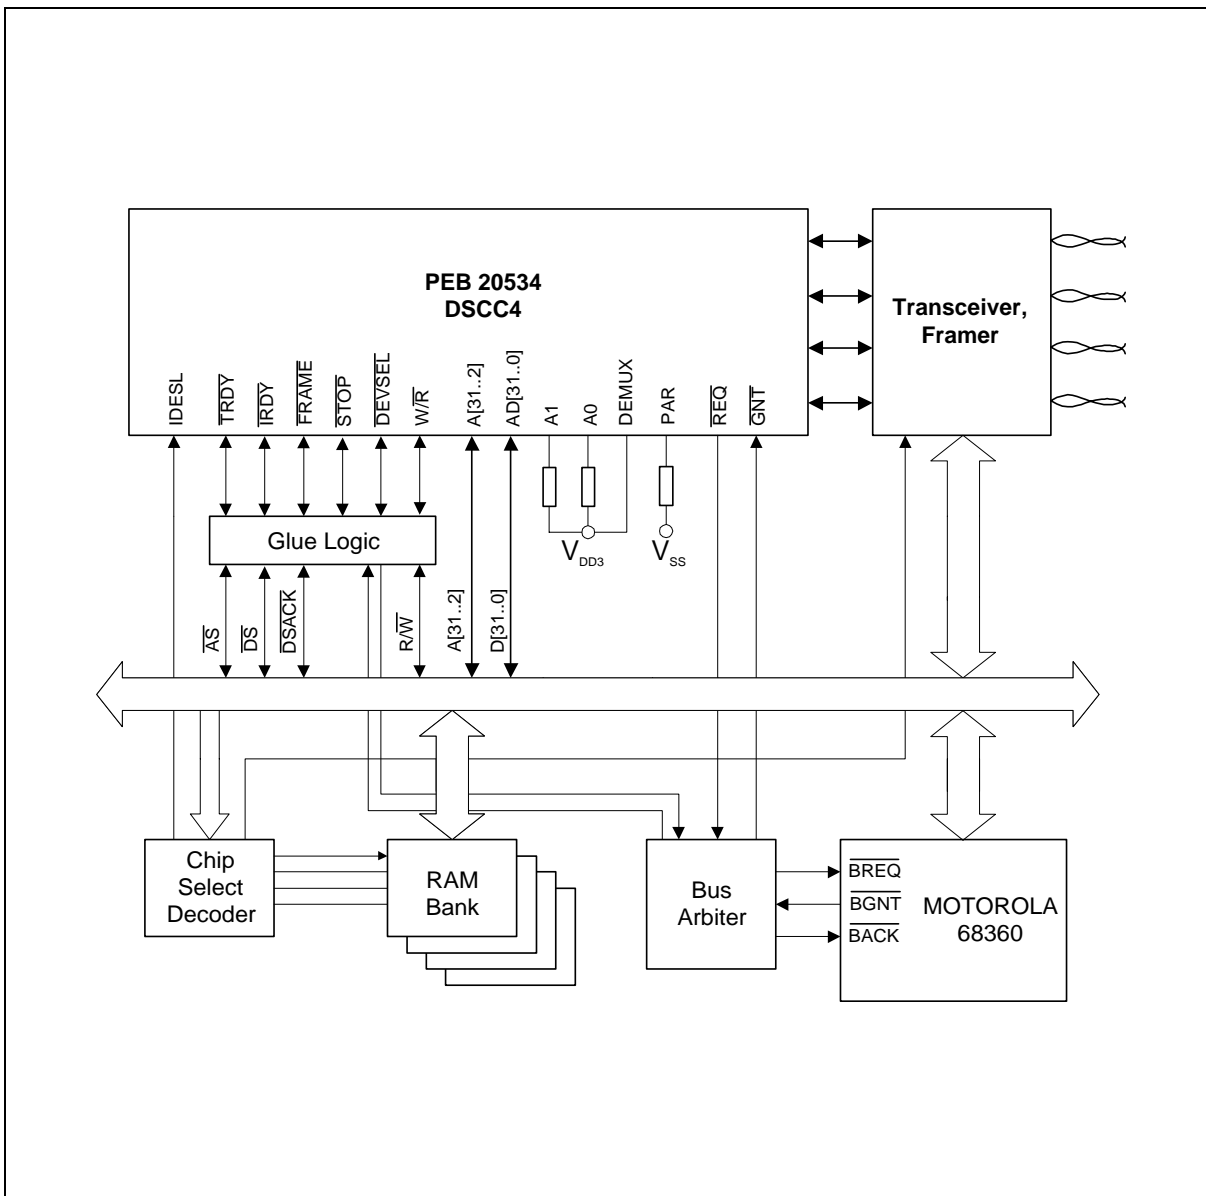 PEB 20534
DSCC4
Transceiver,
Framer
IDESL
TRDY
IRDY
FRAME
STOP
DEVSEL
W/R
A[31..2]
AD[31..0]
A1
A0
DEMUX
PAR
REQ
GNT
Glue Logic
VDD3
VSS
AS
DS
DSACK
R/W
A[31..2]
D[31..0]
Chip
Select
Decoder
RAM
Bank
Bus
Arbiter
BREQ
BGNT
BACK
MOTOROLA
68360